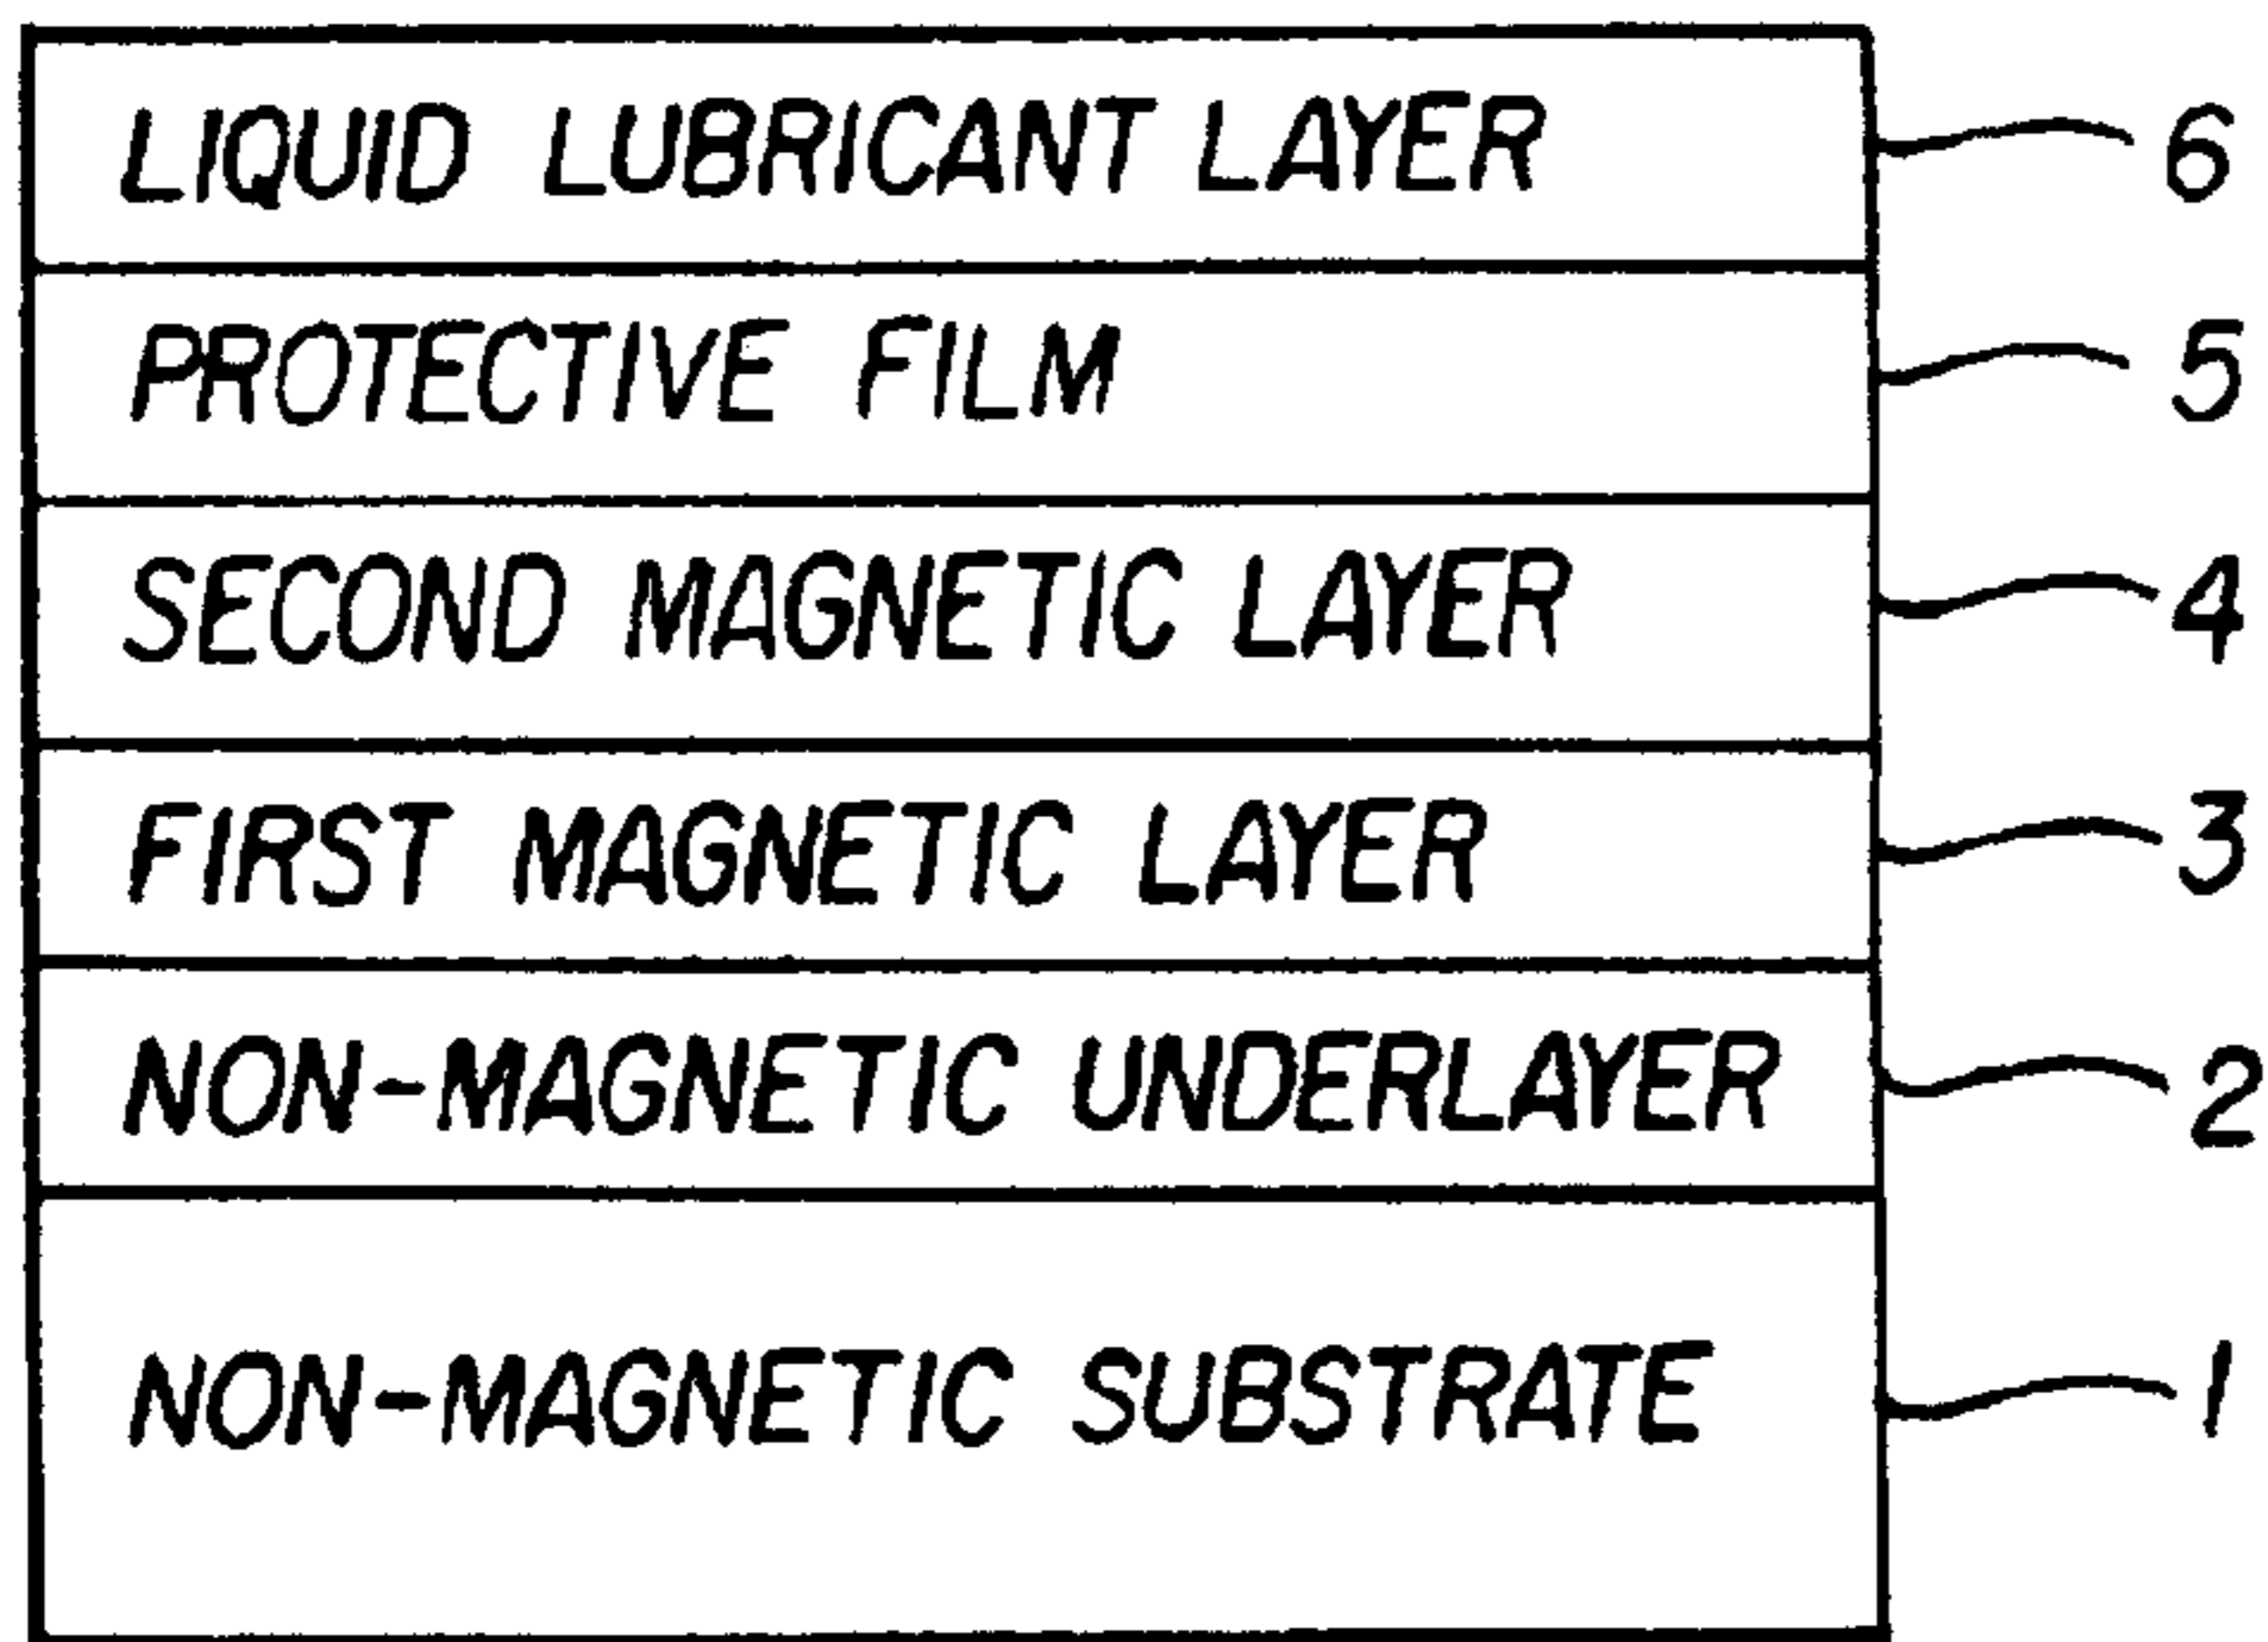 LIQUID LUBRICANT LAYER 6
PROTECTIVE FILM 5
SECOND MAGNETIC LAYER 4
FIRST MAGNETIC LAYER 3
NON-MAGNETIC UNDERLAYER 2
NON-MAGNETIC SUBSTRATE 1